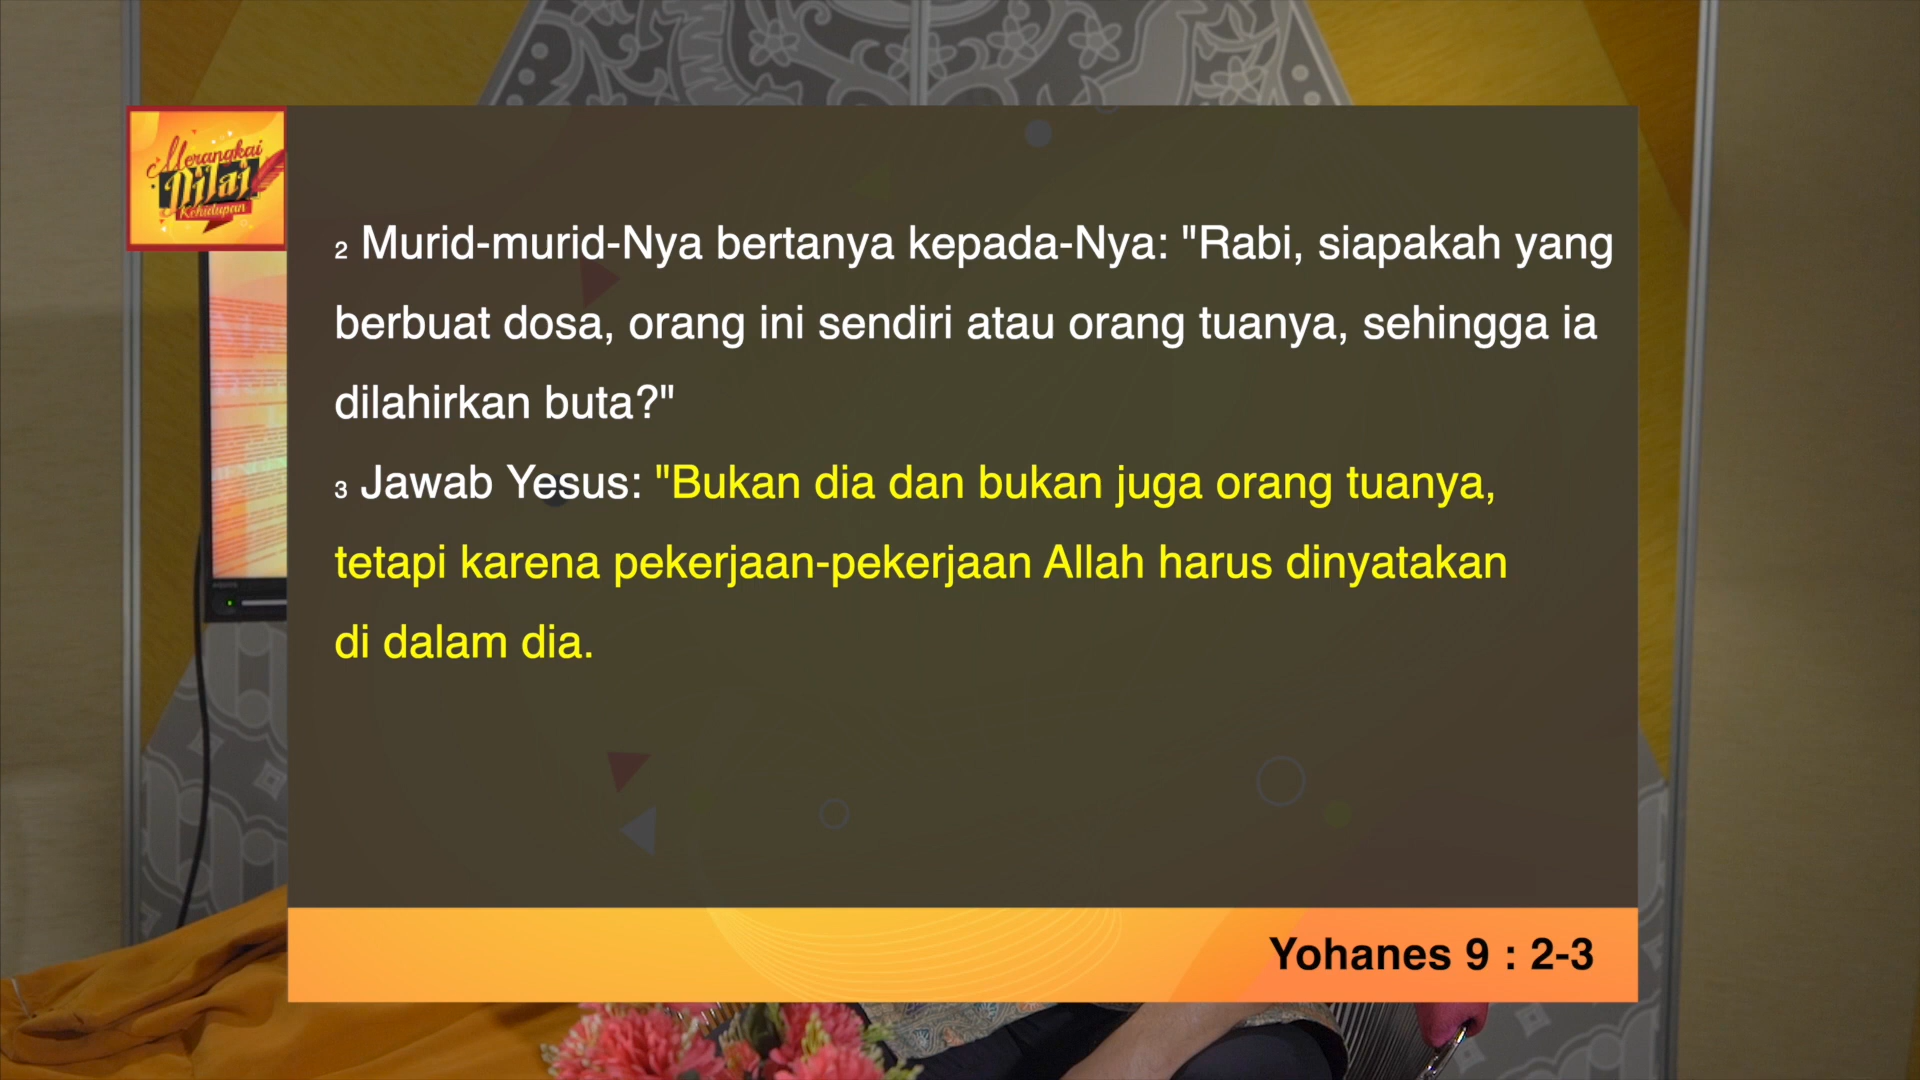 Merangkai
Nilai
Kehidupan
2 Murid-murid-Nya bertanya kepada-Nya: "Rabi, siapakah yang
berbuat dosa, orang ini sendiri atau orang tuanya, sehingga ia
dilahirkan buta?"
3 Jawab Yesus: "Bukan dia dan bukan juga orang tuanya,
tetapi karena pekerjaan-pekerjaan Allah harus dinyatakan
di dalam dia.
Yohanes 9 : 2-3